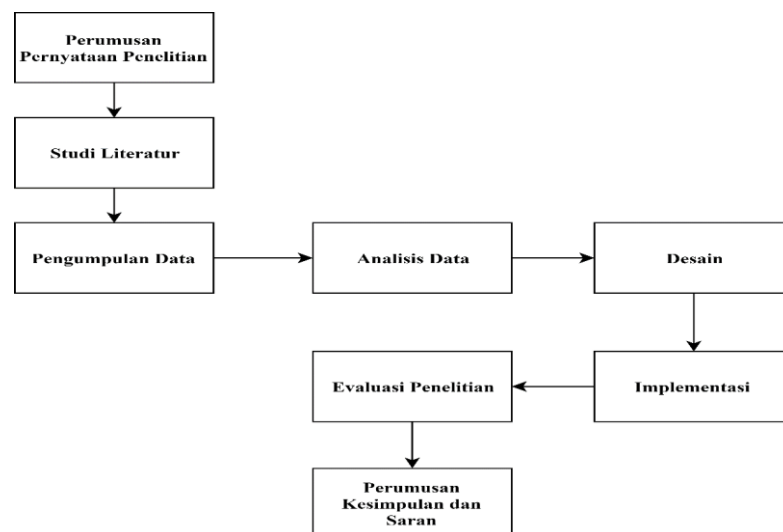 Perumusan
Pernyataan Penelitian
Studi Literatur
Pengumpulan Data
Analisis Data
Desain
Implementasi
Evaluasi Penelitian
Perumusan
Kesimpulan dan
Saran